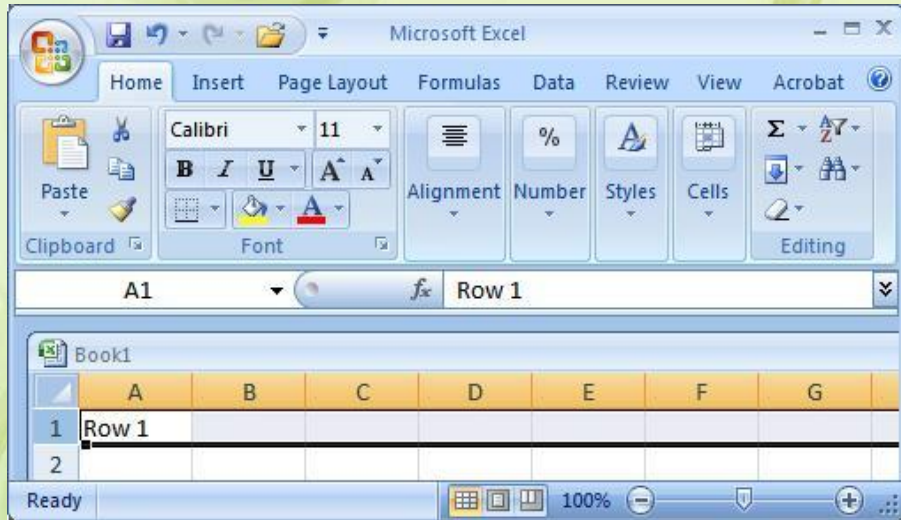 Microsoft Excel
Home Insert Page Layout Formulas Data Review View Acrobat
Calibri 11
B I U A A
A
Paste
Alignment Number Styles Cells
%
A
Σ
A
Z
Clipboard Font Editing
A1 fx Row 1
Book1
A B C D E F G
1 Row 1
2
Ready 100%